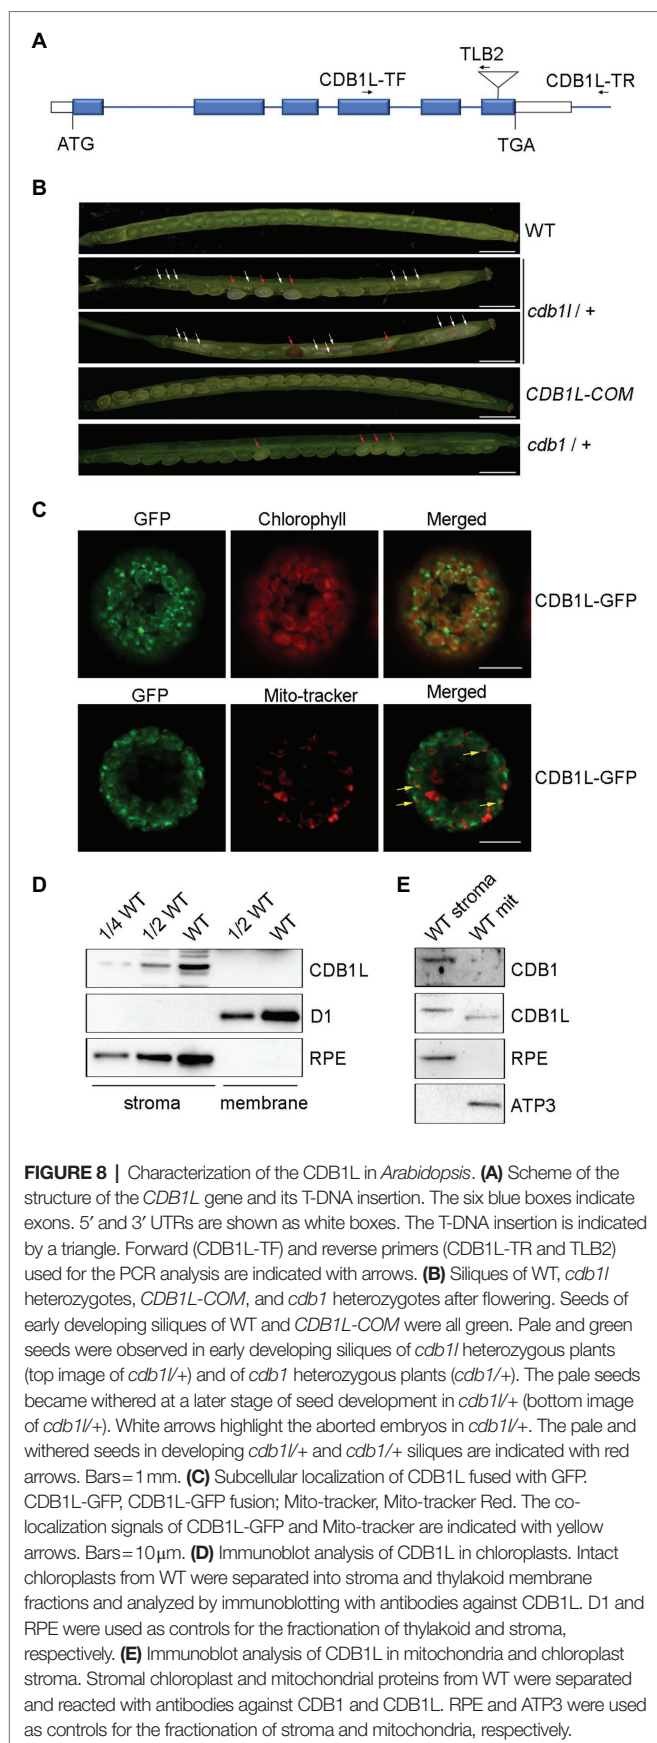 A
TLB2
CDB1L-TF
CDB1L-TR
ATG
TGA
B
WT
cdb1l / +
CDB1L-COM
cdb1 / +
C
GFP Chlorophyll Merged
CDB1L-GFP
GFP Mito-tracker Merged
CDB1L-GFP
D
1/4 WT 1/2 WT WT 1/2 WT WT
CDB1L
D1
RPE
stroma membrane
E
WT stroma WT mit
CDB1
CDB1L
RPE
ATP3
FIGURE 8 | Characterization of the CDB1L in Arabidopsis. (A) Scheme of the
structure of the CDB1L gene and its T-DNA insertion. The six blue boxes indicate
exons. 5′ and 3′ UTRs are shown as white boxes. The T-DNA insertion is indicated
by a triangle. Forward (CDB1L-TF) and reverse primers (CDB1L-TR and TLB2)
used for the PCR analysis are indicated with arrows. (B) Siliques of WT, cdb1l
heterozygotes, CDB1L-COM, and cdb1 heterozygotes after flowering. Seeds of
early developing siliques of WT and CDB1L-COM were all green. Pale and green
seeds were observed in early developing siliques of cdb1l heterozygous plants
(top image of cdb1l/+) and of cdb1 heterozygous plants (cdb1/+). The pale seeds
became withered at a later stage of seed development in cdb1l/+ (bottom image
of cdb1l/+). White arrows highlight the aborted embryos in cdb1l/+. The pale and
withered seeds in developing cdb1l/+ and cdb1/+ siliques are indicated with red
arrows. Bars=1 mm. (C) Subcellular localization of CDB1L fused with GFP.
CDB1L-GFP, CDB1L-GFP fusion; Mito-tracker, Mito-tracker Red. The co-
localization signals of CDB1L-GFP and Mito-tracker are indicated with yellow
arrows. Bars=10μm. (D) Immunoblot analysis of CDB1L in chloroplasts. Intact
chloroplasts from WT were separated into stroma and thylakoid membrane
fractions and analyzed by immunoblotting with antibodies against CDB1L. D1 and
RPE were used as controls for the fractionation of thylakoid and stroma,
respectively. (E) Immunoblot analysis of CDB1L in mitochondria and chloroplast
stroma. Stromal chloroplast and mitochondrial proteins from WT were separated
and reacted with antibodies against CDB1 and CDB1L. RPE and ATP3 were used
as controls for the fractionation of stroma and mitochondria, respectively.